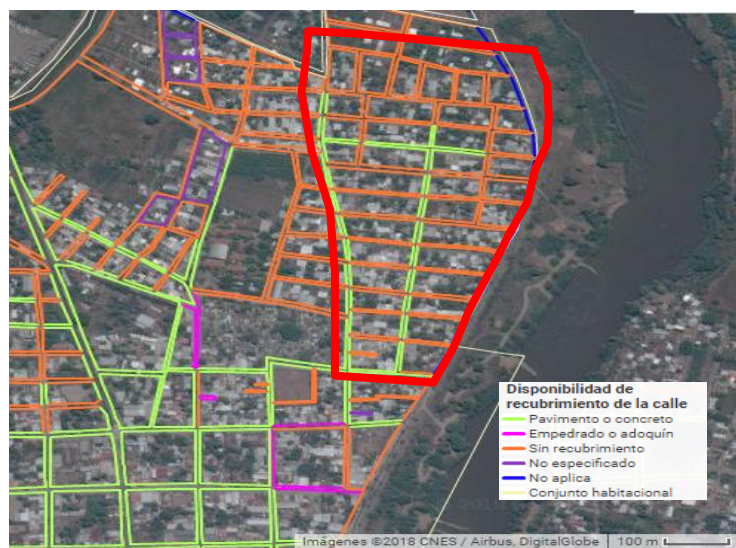 Disponibilidad de
recubrimiento de la calle
Pavimento o concreto
Empedrado o adoquín
Sin recubrimiento
No especificado
No aplica
Conjunto habitacional
Imágenes ©2018 CNES / Airbus, DigitalGlobe | 100 m